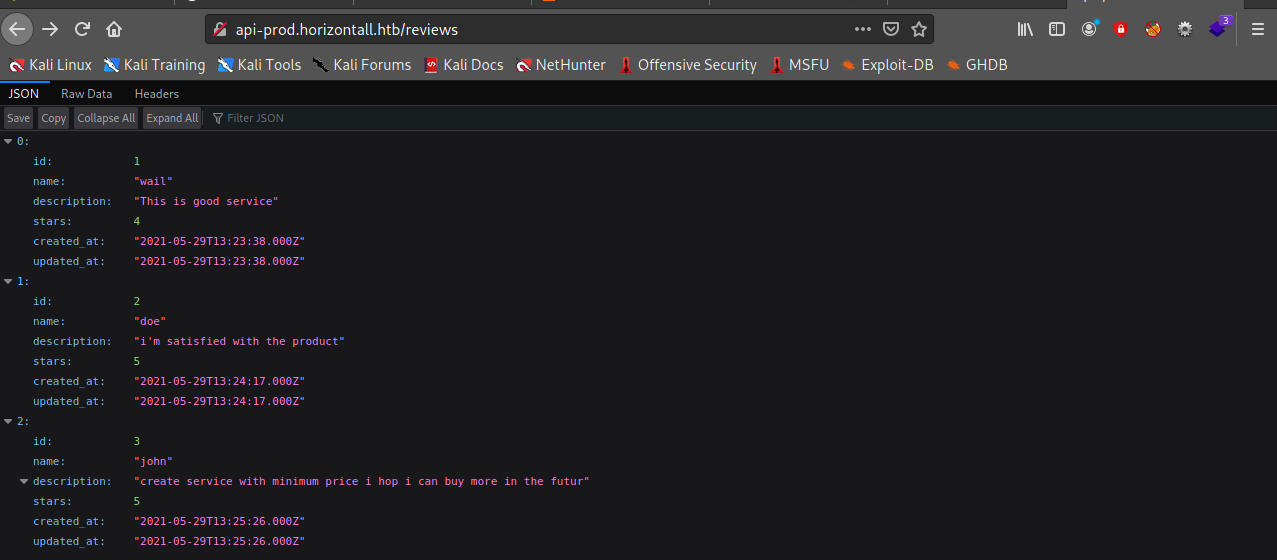 api-prod.horizontall.htb/reviews
3
Kali Linux Kali Training Kali Tools Kali Forums Kali Docs NetHunter Offensive Security MSFU Exploit-DB GHDB
JSON Raw Data Headers
Save Copy Collapse All Expand All Filter JSON
0:
id: 1
name: "wail"
description: "This is good service"
stars: 4
created_at: "2021-05-29T13:23:38.000Z"
updated_at: "2021-05-29T13:23:38.000Z"
1:
id: 2
name: "doe"
description: "i'm satisfied with the product"
stars: 5
created_at: "2021-05-29T13:24:17.000Z"
updated_at: "2021-05-29T13:24:17.000Z"
2:
id: 3
name: "john"
description: "create service with minimum price i hop i can buy more in the futur"
stars: 5
created_at: "2021-05-29T13:25:26.000Z"
updated_at: "2021-05-29T13:25:26.000Z"